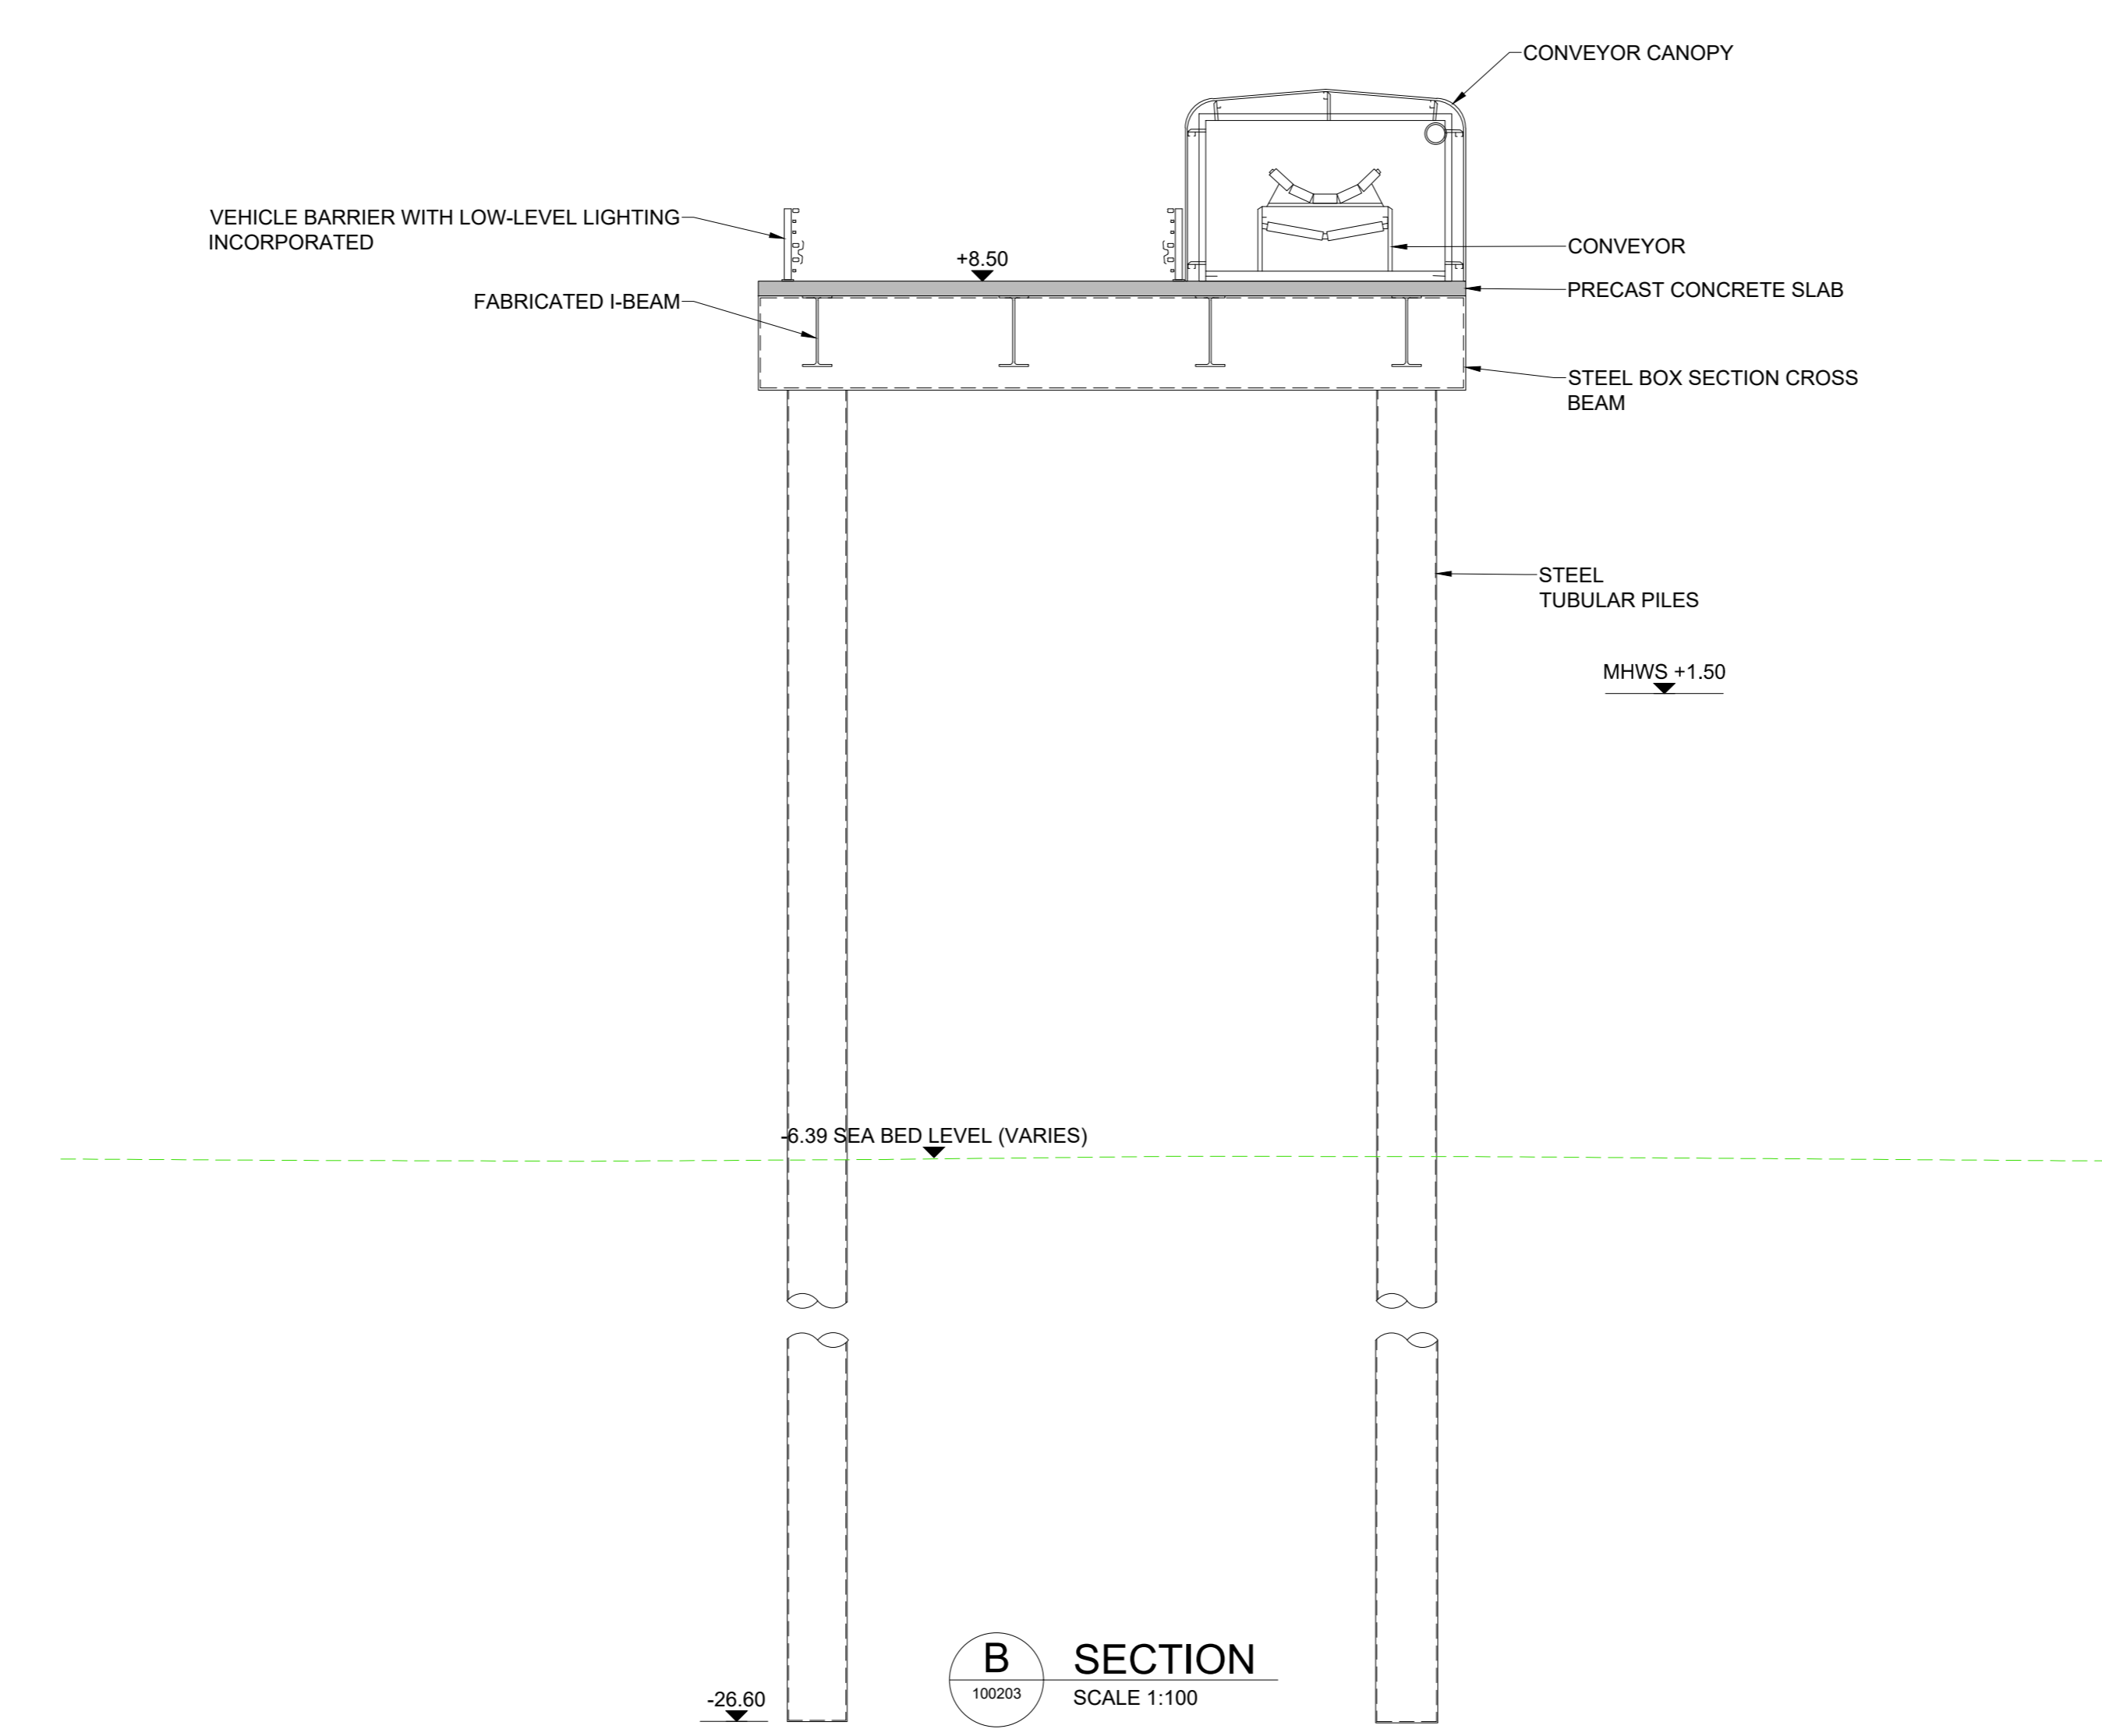 CONVEYOR CANOPY
VEHICLE BARRIER WITH LOW-LEVEL LIGHTING
INCORPORATED
CONVEYOR
+8.50
PRECAST CONCRETE SLAB
FABRICATED I-BEAM
STEEL BOX SECTION CROSS
BEAM
STEEL
TUBULAR PILES
MHWS +1.50
-6.39 SEA BED LEVEL (VARIES)
B
100203
SECTION
SCALE 1:100
-26.60